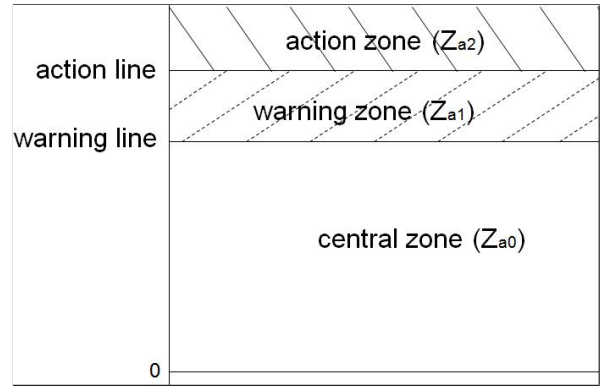 action zone (Za2)
action line
warning zone (Za1)
warning line
central zone (Za0)
0